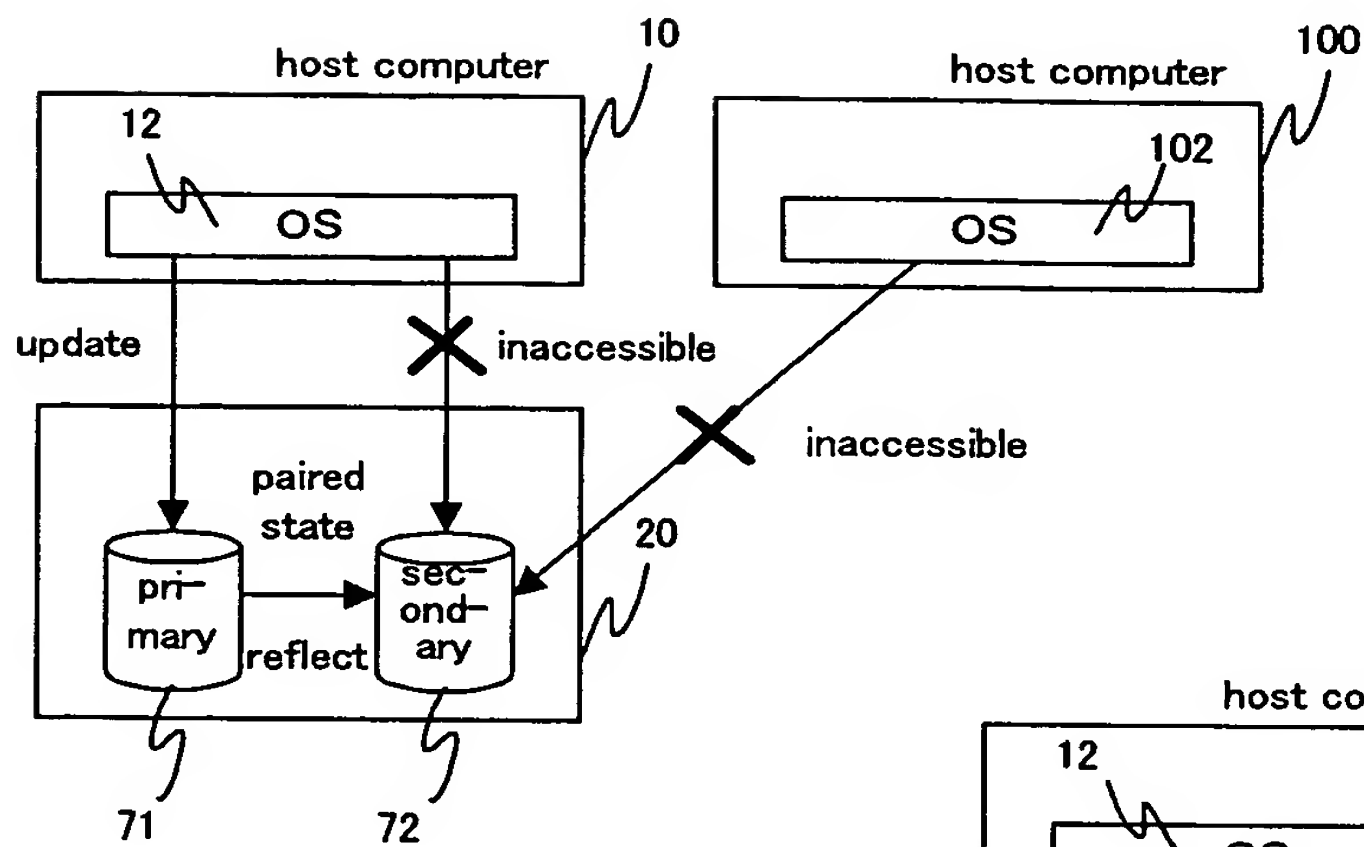 10
100
host computer
host computer
12
102
OS
OS
update
inaccessible
inaccessible
paired
state
20
pri-
mary
sec-
ond-
ary
reflect
71
72
host co
12